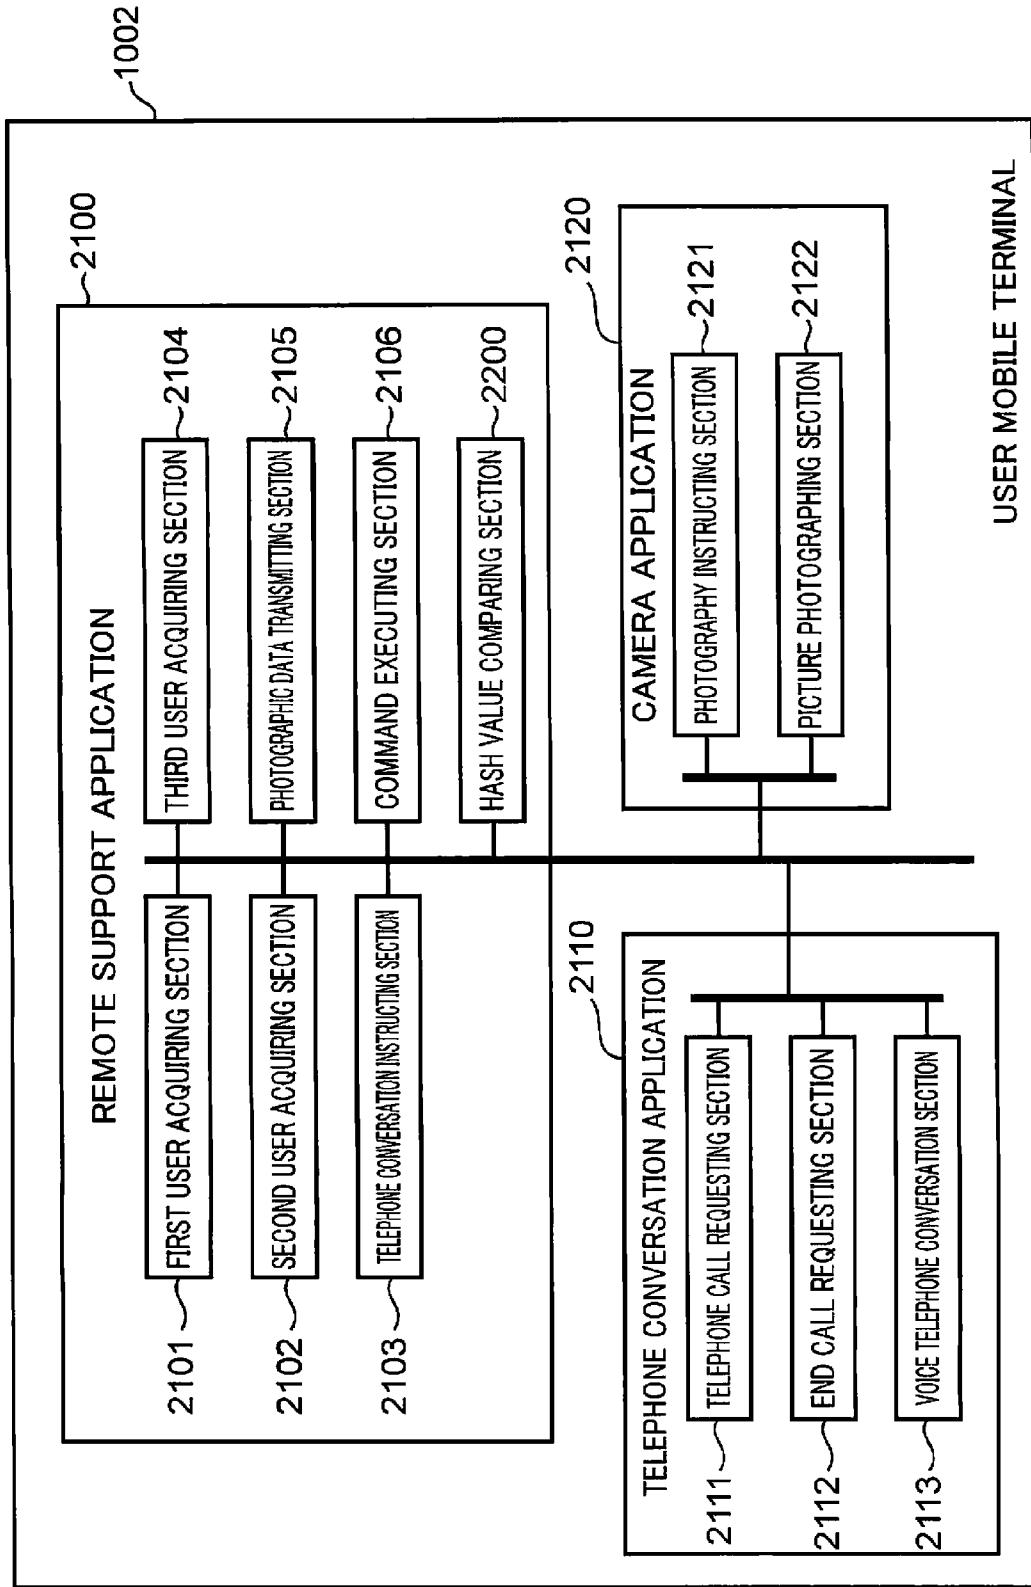 1002
2100
REMOTE SUPPORT APPLICATION
2101
FIRST USER ACQUIRING SECTION
THIRD USER ACQUIRING SECTION
2104
2102
SECOND USER ACQUIRING SECTION
PHOTOGRAPHIC DATA TRANSMITTING SECTION
2105
2103
TELEPHONE CONVERSATION INSTRUCTING SECTION
COMMAND EXECUTING SECTION
2106
HASH VALUE COMPARING SECTION
2200
2110
TELEPHONE CONVERSATION APPLICATION
2111
TELEPHONE CALL REQUESTING SECTION
2112
END CALL REQUESTING SECTION
2113
VOICE TELEPHONE CONVERSATION SECTION
2120
CAMERA APPLICATION
PHOTOGRAPHY INSTRUCTING SECTION
2121
PICTURE PHOTOGRAPHING SECTION
2122
USER MOBILE TERMINAL